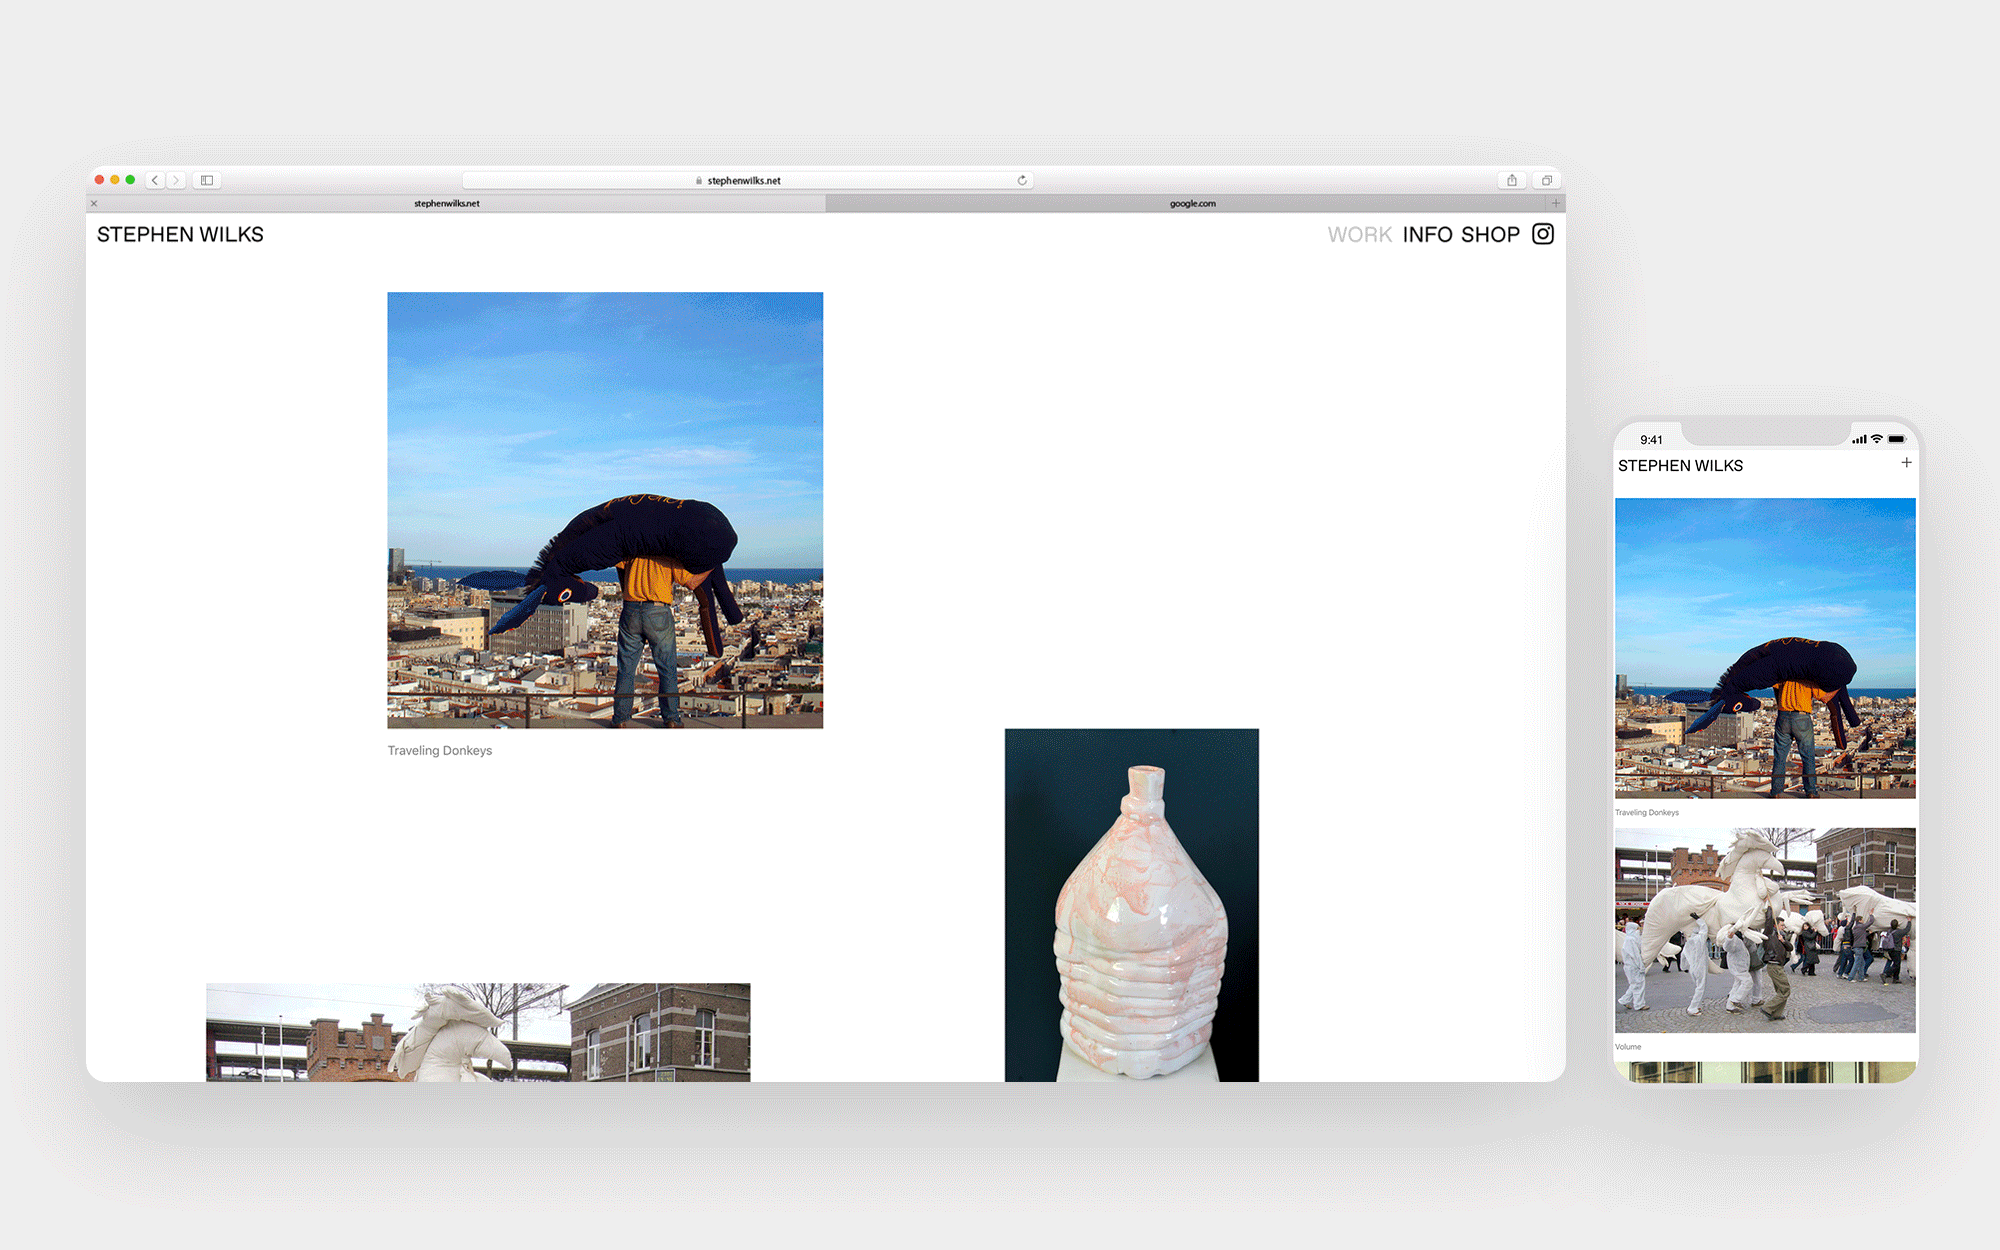 stephenwilks.net
stephenwilks.net
google.com
STEPHEN WILKS
WORK INFO SHOP
Traveling Donkeys
9:41
STEPHEN WILKS
Traveling Donkeys
Volume